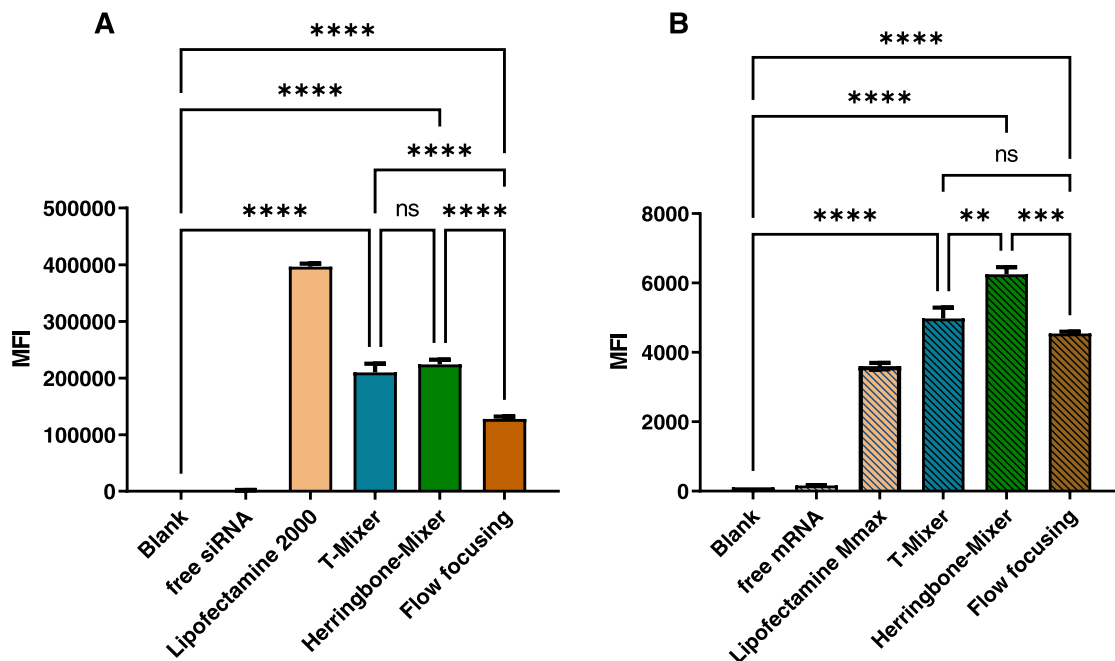 A
****
****
****
****
ns
****
500000
400000
300000
200000
100000
0
MFI
Blank
free siRNA
Lipofectamine 2000
T-Mixer
Herringbone-Mixer
Flow focusing
B
****
****
ns
****
**
***
8000
6000
4000
2000
0
MFI
Blank
free mRNA
Lipofectamine Mmax
T-Mixer
Herringbone-Mixer
Flow focusing